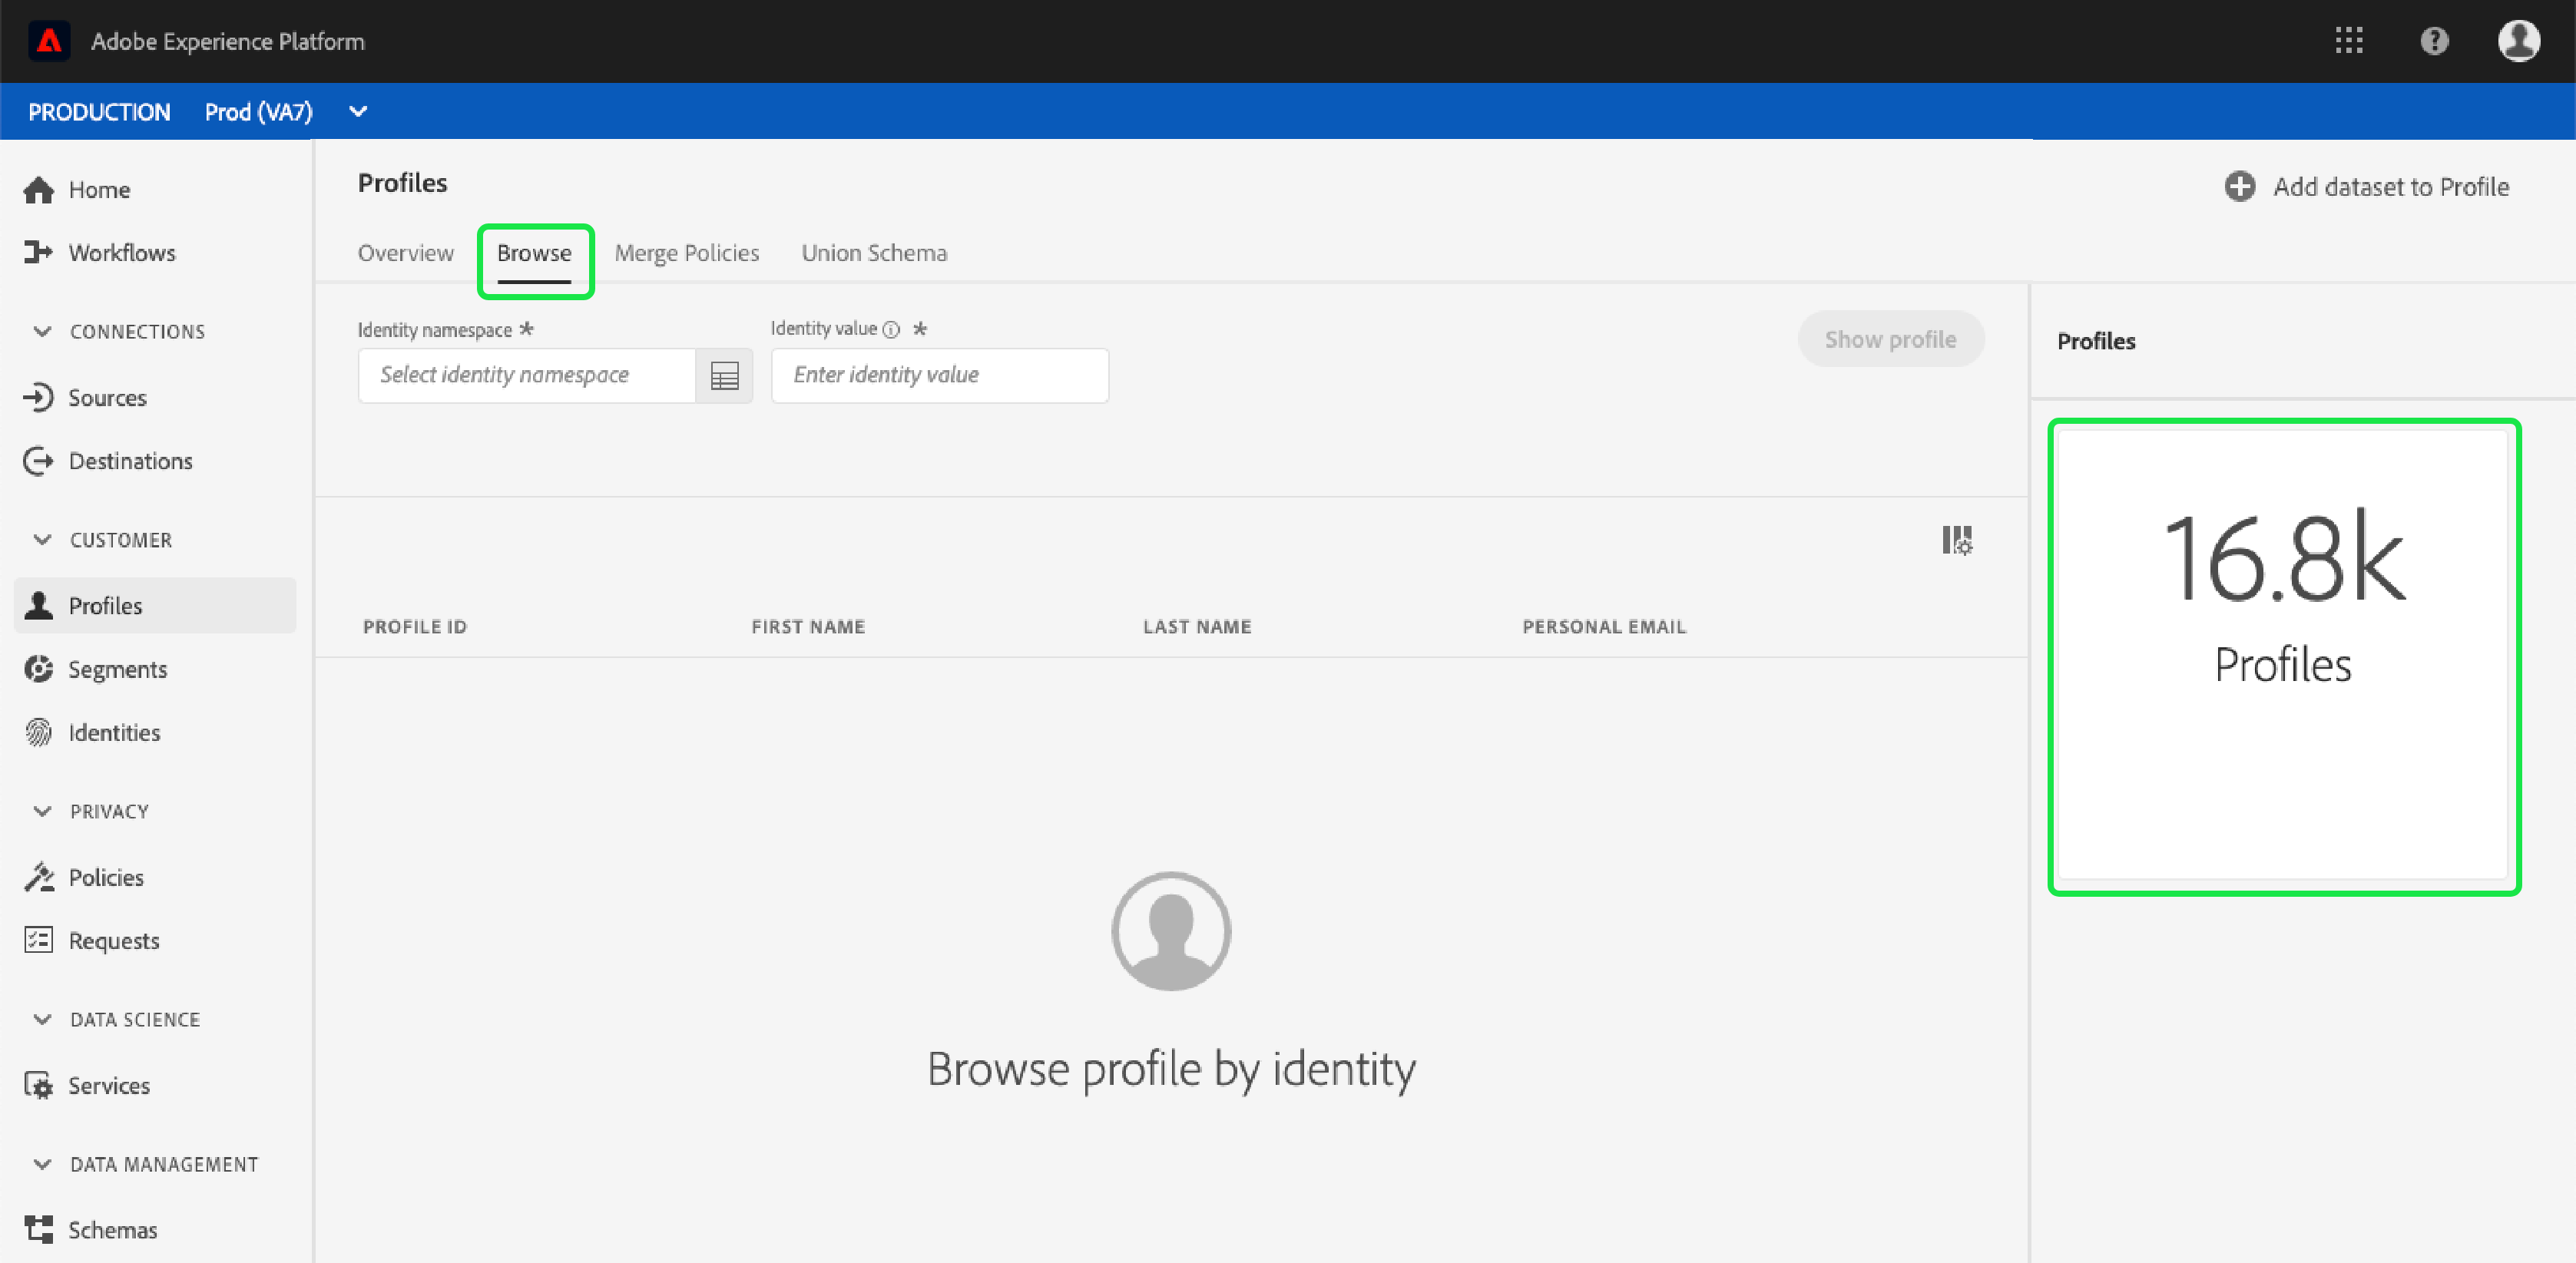 Adobe Experience Platform
PRODUCTION Prod (VA7)
Home
Workflows
CONNECTIONS
Sources
Destinations
CUSTOMER
Profiles
Segments
Identities
PRIVACY
Policies
Requests
DATA SCIENCE
Services
DATA MANAGEMENT
Schemas
Profiles
Add dataset to Profile
Overview Browse Merge Policies Union Schema
Identity namespace * Identity value *
Select identity namespace Enter identity value
Show profile
PROFILE ID FIRST NAME LAST NAME PERSONAL EMAIL
Browse profile by identity
Profiles
16.8k
Profiles